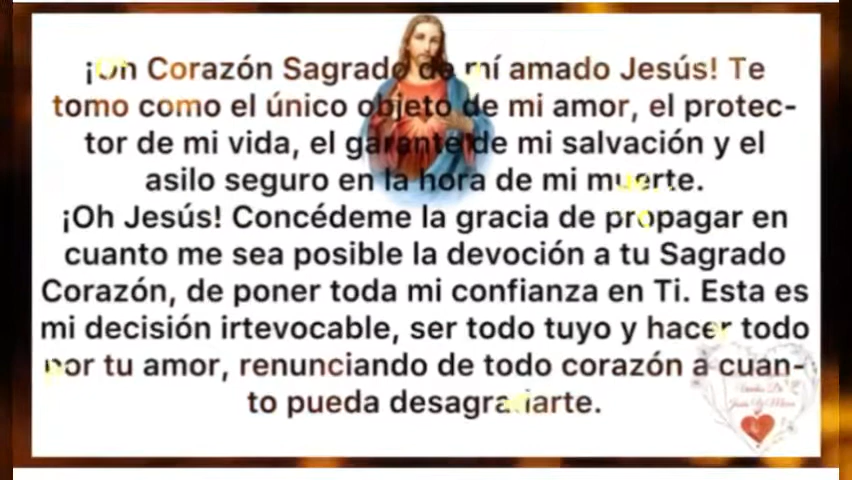 ¡Oh Corazón Sagrado de mí amado Jesús! Te
tomo como el único objeto de mi amor, el protec-
tor de mi vida, el garante de mi salvación y el
asilo seguro en la hora de mi muerte.
¡Oh Jesús! Concédeme la gracia de propagar en
cuanto me sea posible la devoción a tu Sagrado
Corazón, de poner toda mi confianza en Ti. Esta es
mi decisión irtevocable, ser todo tuyo y hacer todo
por tu amor, renunciando de todo corazón a cuan-
to pueda desagradarte.